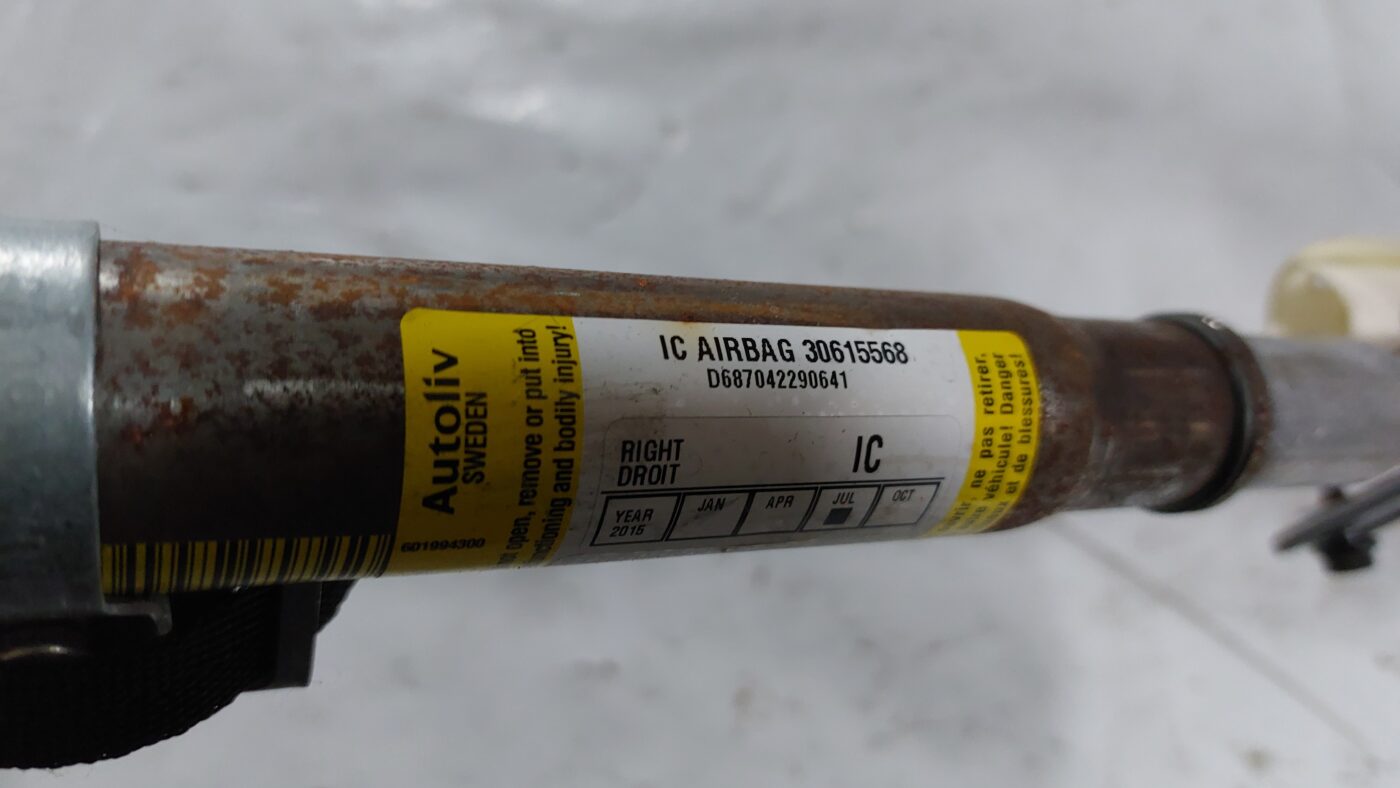 Autoliv
SWEDEN
601994300
open, remove or put into
and bodily injury!
IC AIRBAG 30615568
D687042290641
RIGHT
DROIT
IC
YEAR
2015
JAN
APR
JUL
OCT
ne pas retirer,
véhicule! Danger
et de blessures!